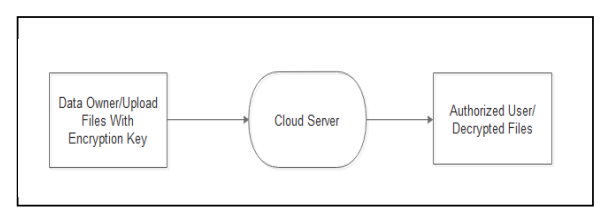 Data Owner/Upload
Files With
Encryption Key
Cloud Server
Authorized User/
Decrypted Files